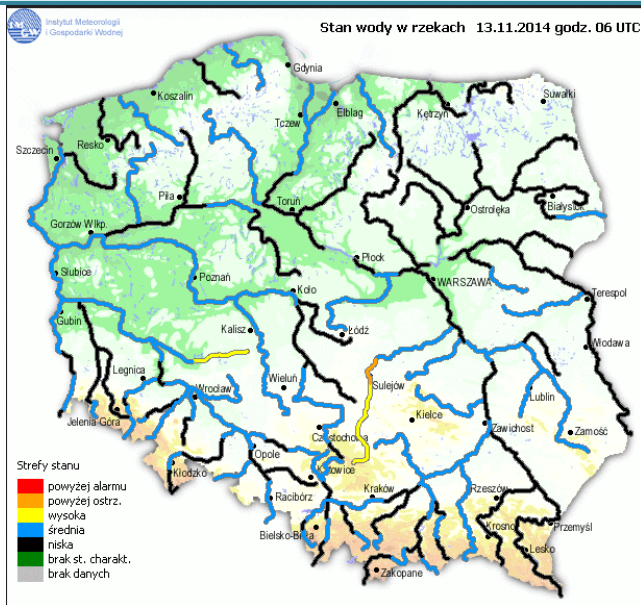 IMGW
Instytut Meteorologii
i Gospodarki Wodnej
Stan wody w rzekach 13.11.2014 godz. 06 UTC
Gdynia
Koszalin
Suwałki
Kętrzyn
Elbląg
Tczew
Resko
Szczecin
Piła
Białystok
Toruń
Ostrołęka
Gorzów Wlkp.
Płock
Słubice
Poznań
WARSZAWA
Koło
Terespol
Gubin
Kalisz
Łódź
Włodawa
Legnica
Sulejów
Wieluń
Wrocław
Lublin
Jelenia Góra
Kielce
Zawichost
Częstochowa
Zamość
Opole
Strefy stanu
Kłodzko
Katowice
powyżej alarmu
Racibórz
Kraków
Rzeszów
powyżej ostrz.
wysoka
Przemyśl
średnia
Bielsko-Biała
Krosno
niska
Lesko
brak st. charakt.
Zakopane
brak danych